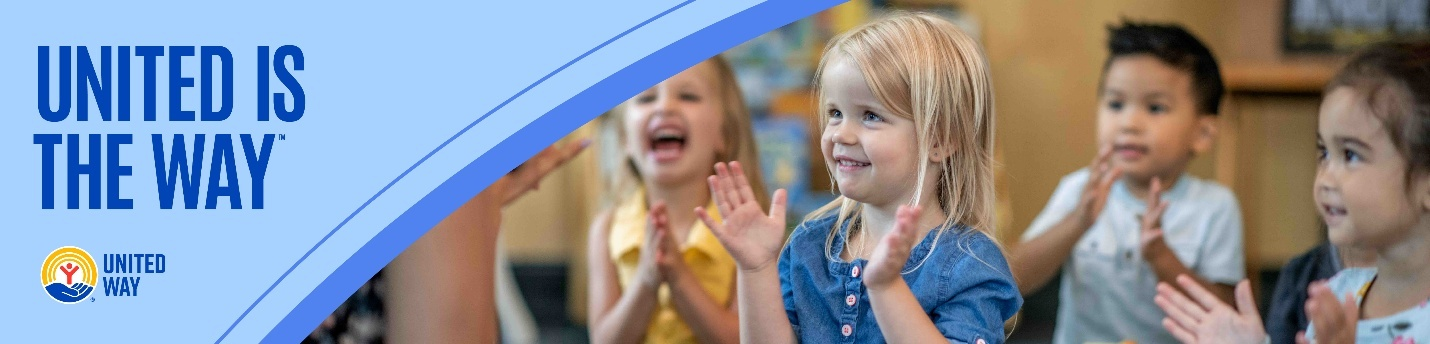 UNITED IS
THE WAY™
UNITED
WAY